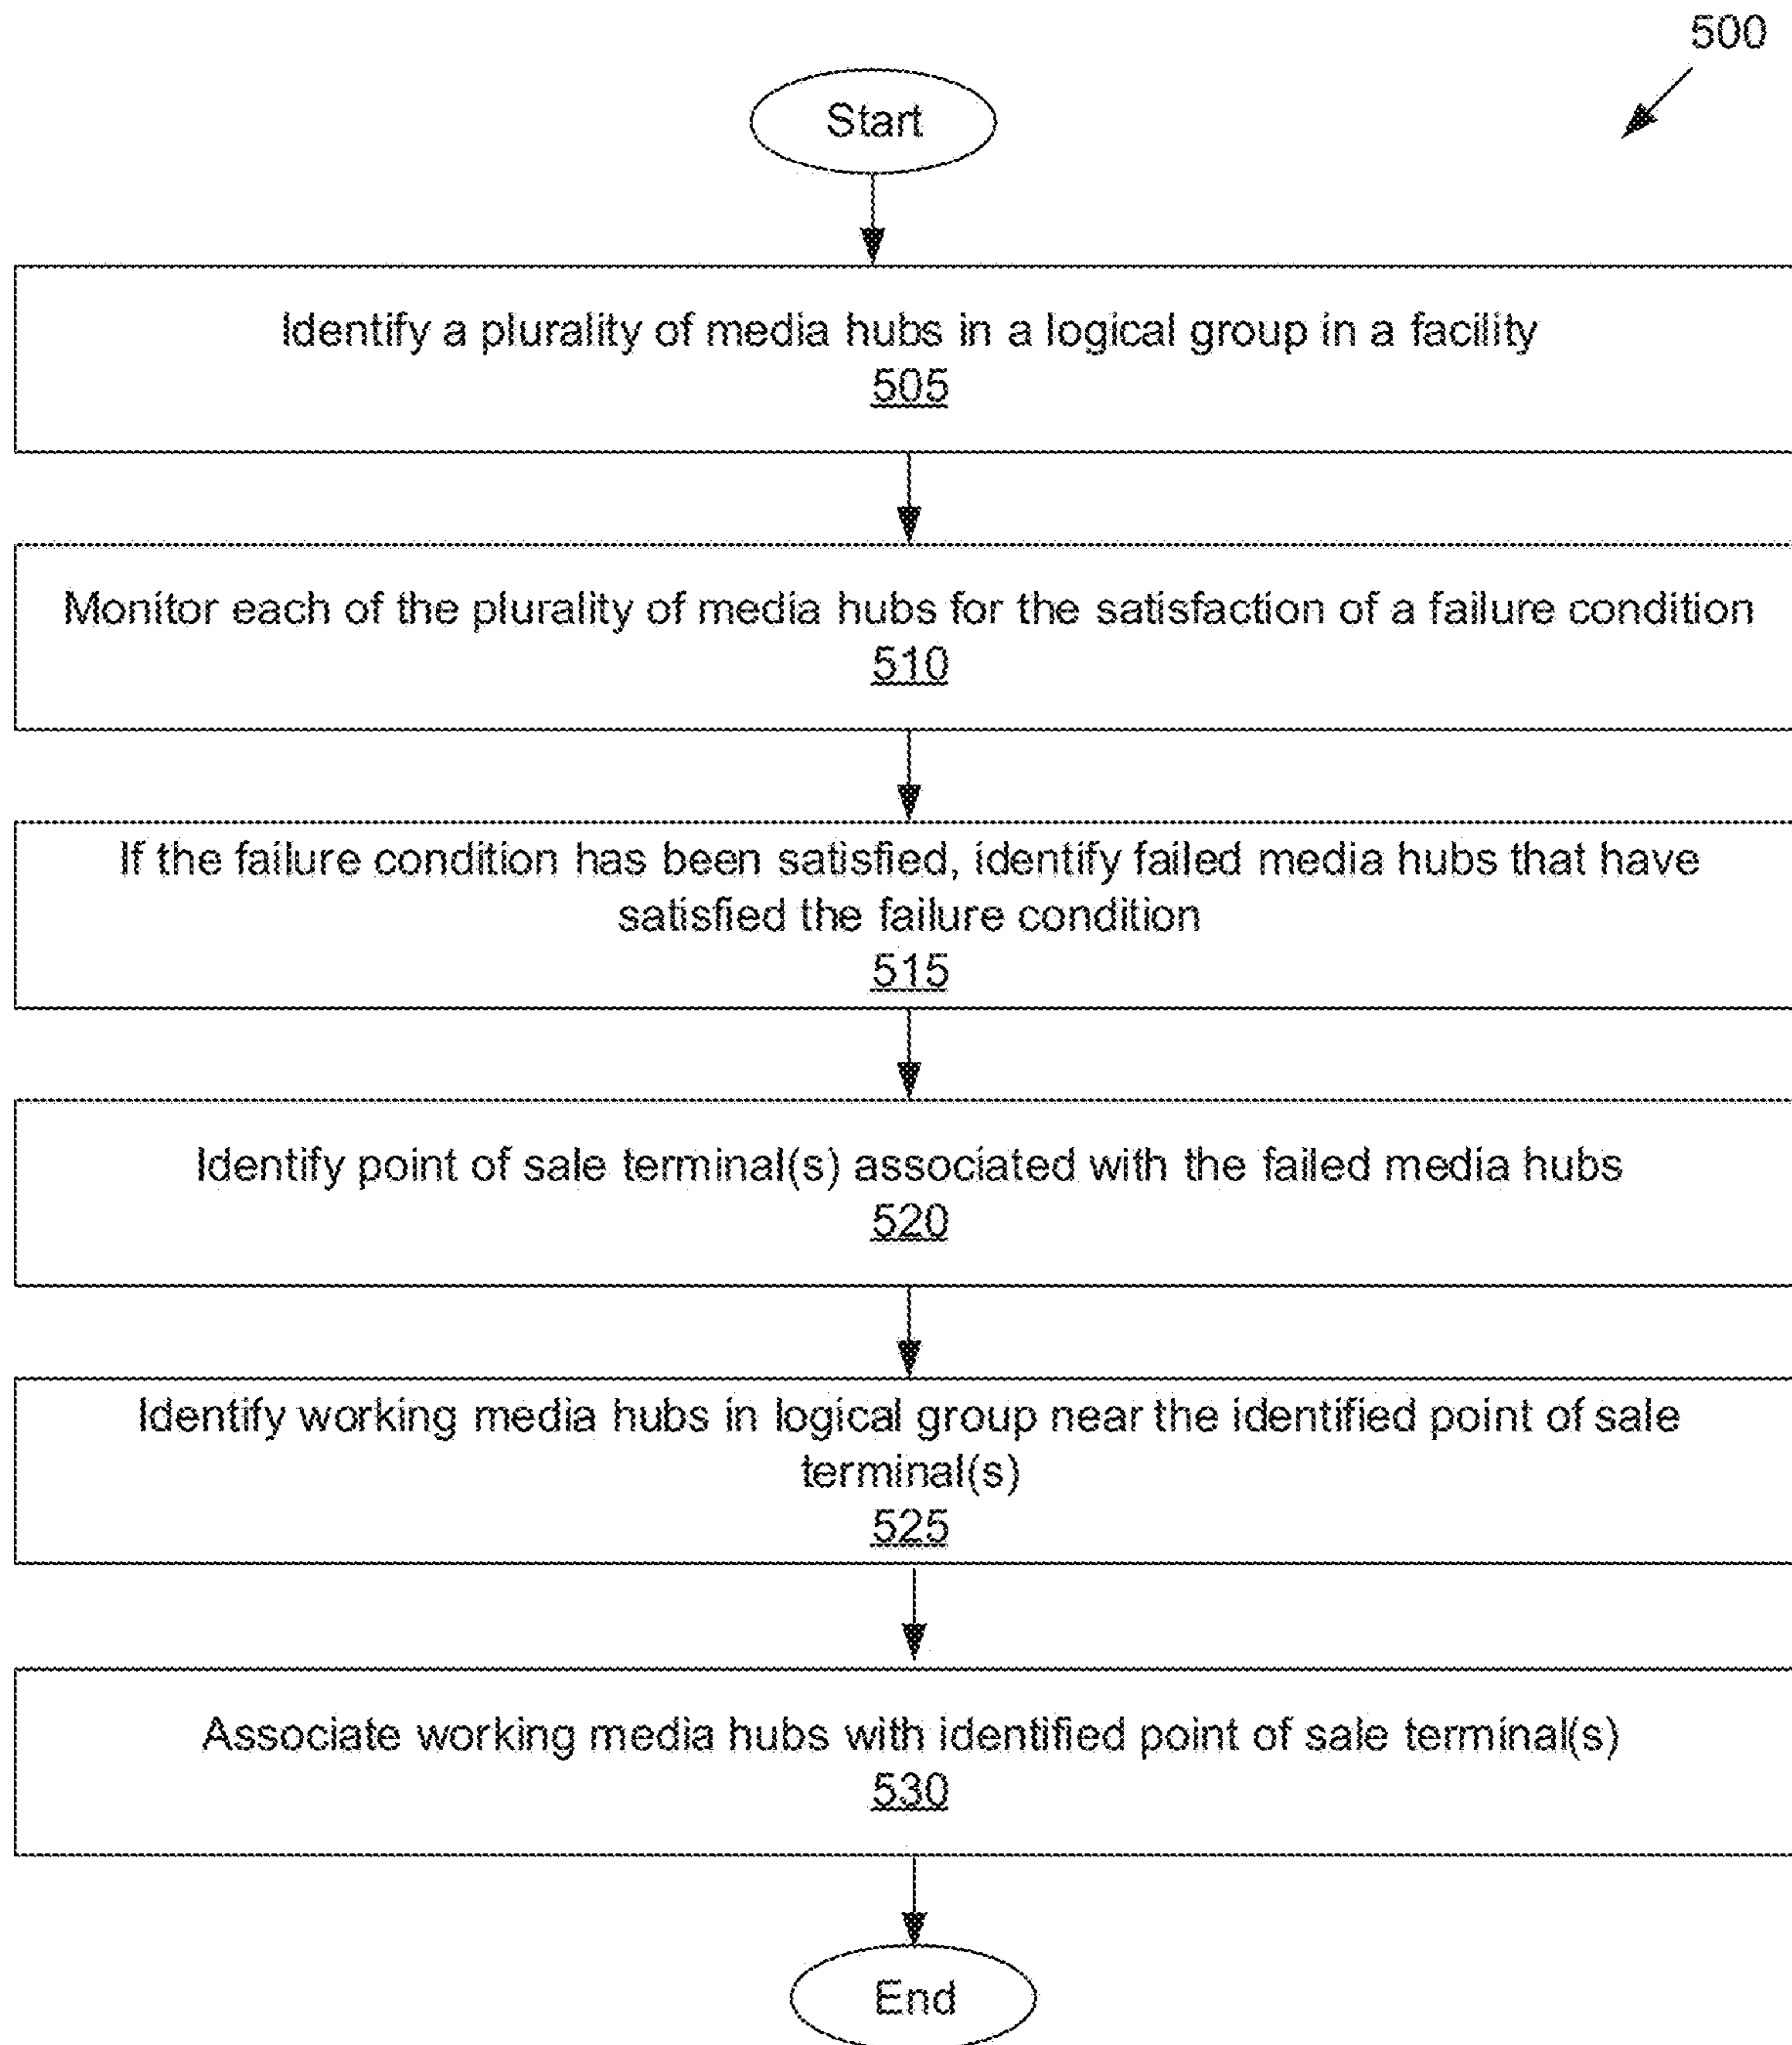 500
Start
Identify a plurality of media hubs in a logical group in a facility
505
Monitor each of the plurality of media hubs for the satisfaction of a failure condition
510
If the failure condition has been satisfied, identify failed media hubs that have
satisfied the failure condition
515
Identify point of sale terminal(s) associated with the failed media hubs
520
Identify working media hubs in logical group near the identified point of sale
terminal(s)
525
Associate working media hubs with identified point of sale terminal(s)
530
End